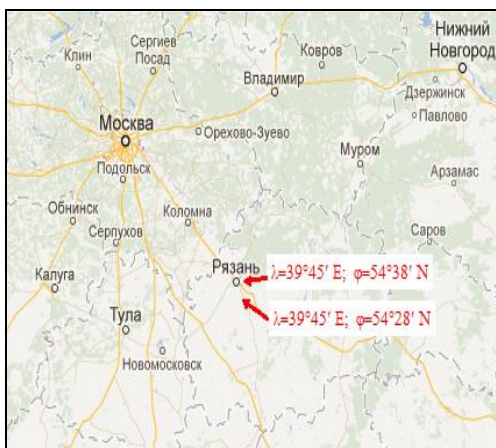 Нижний
Новгород
Сергиев
Посад
Клин
Ковров
Владимир
Дзержинск
Павлово
Москва
Орехово-Зуево
Подольск
Муром
Арзамас
Обнинск
Коломна
Серпухов
Саров
Калуга
Рязань
λ=39°45′ E; φ=54°38′ N
λ=39°45′ E; φ=54°28′ N
Тула
Новомосковск